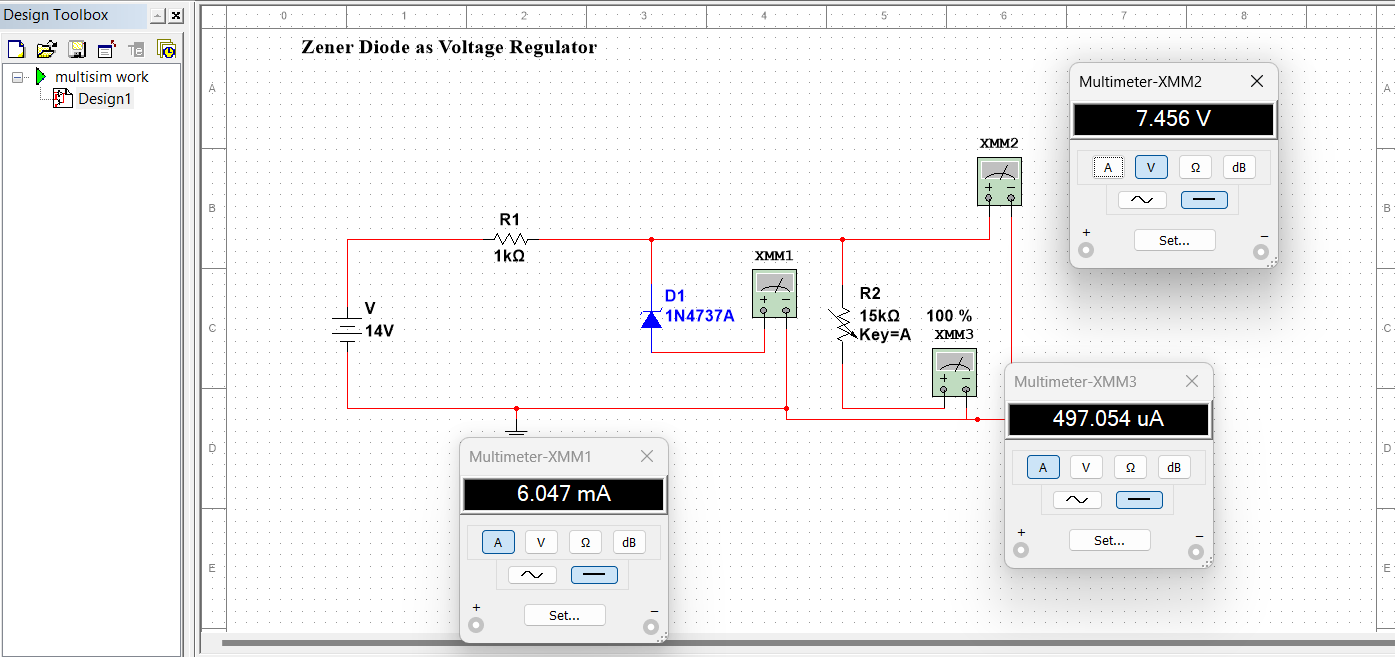 Design Toolbox
multisim work
Design1
0 1 2 3 4 5 6 7 8
Zener Diode as Voltage Regulator
A
B
C
D
E
A
B
C
D
E
R1
1kΩ
V
14V
D1
1N4737A
XMM1
+ −
R2
15kΩ 100 %
Key=A
XMM3
+ −
XMM2
+ −
Multimeter-XMM2
7.456 V
A V Ω dB
+ −
Set...
Multimeter-XMM3
497.054 uA
A V Ω dB
+ −
Set...
Multimeter-XMM1
6.047 mA
A V Ω dB
+ −
Set...